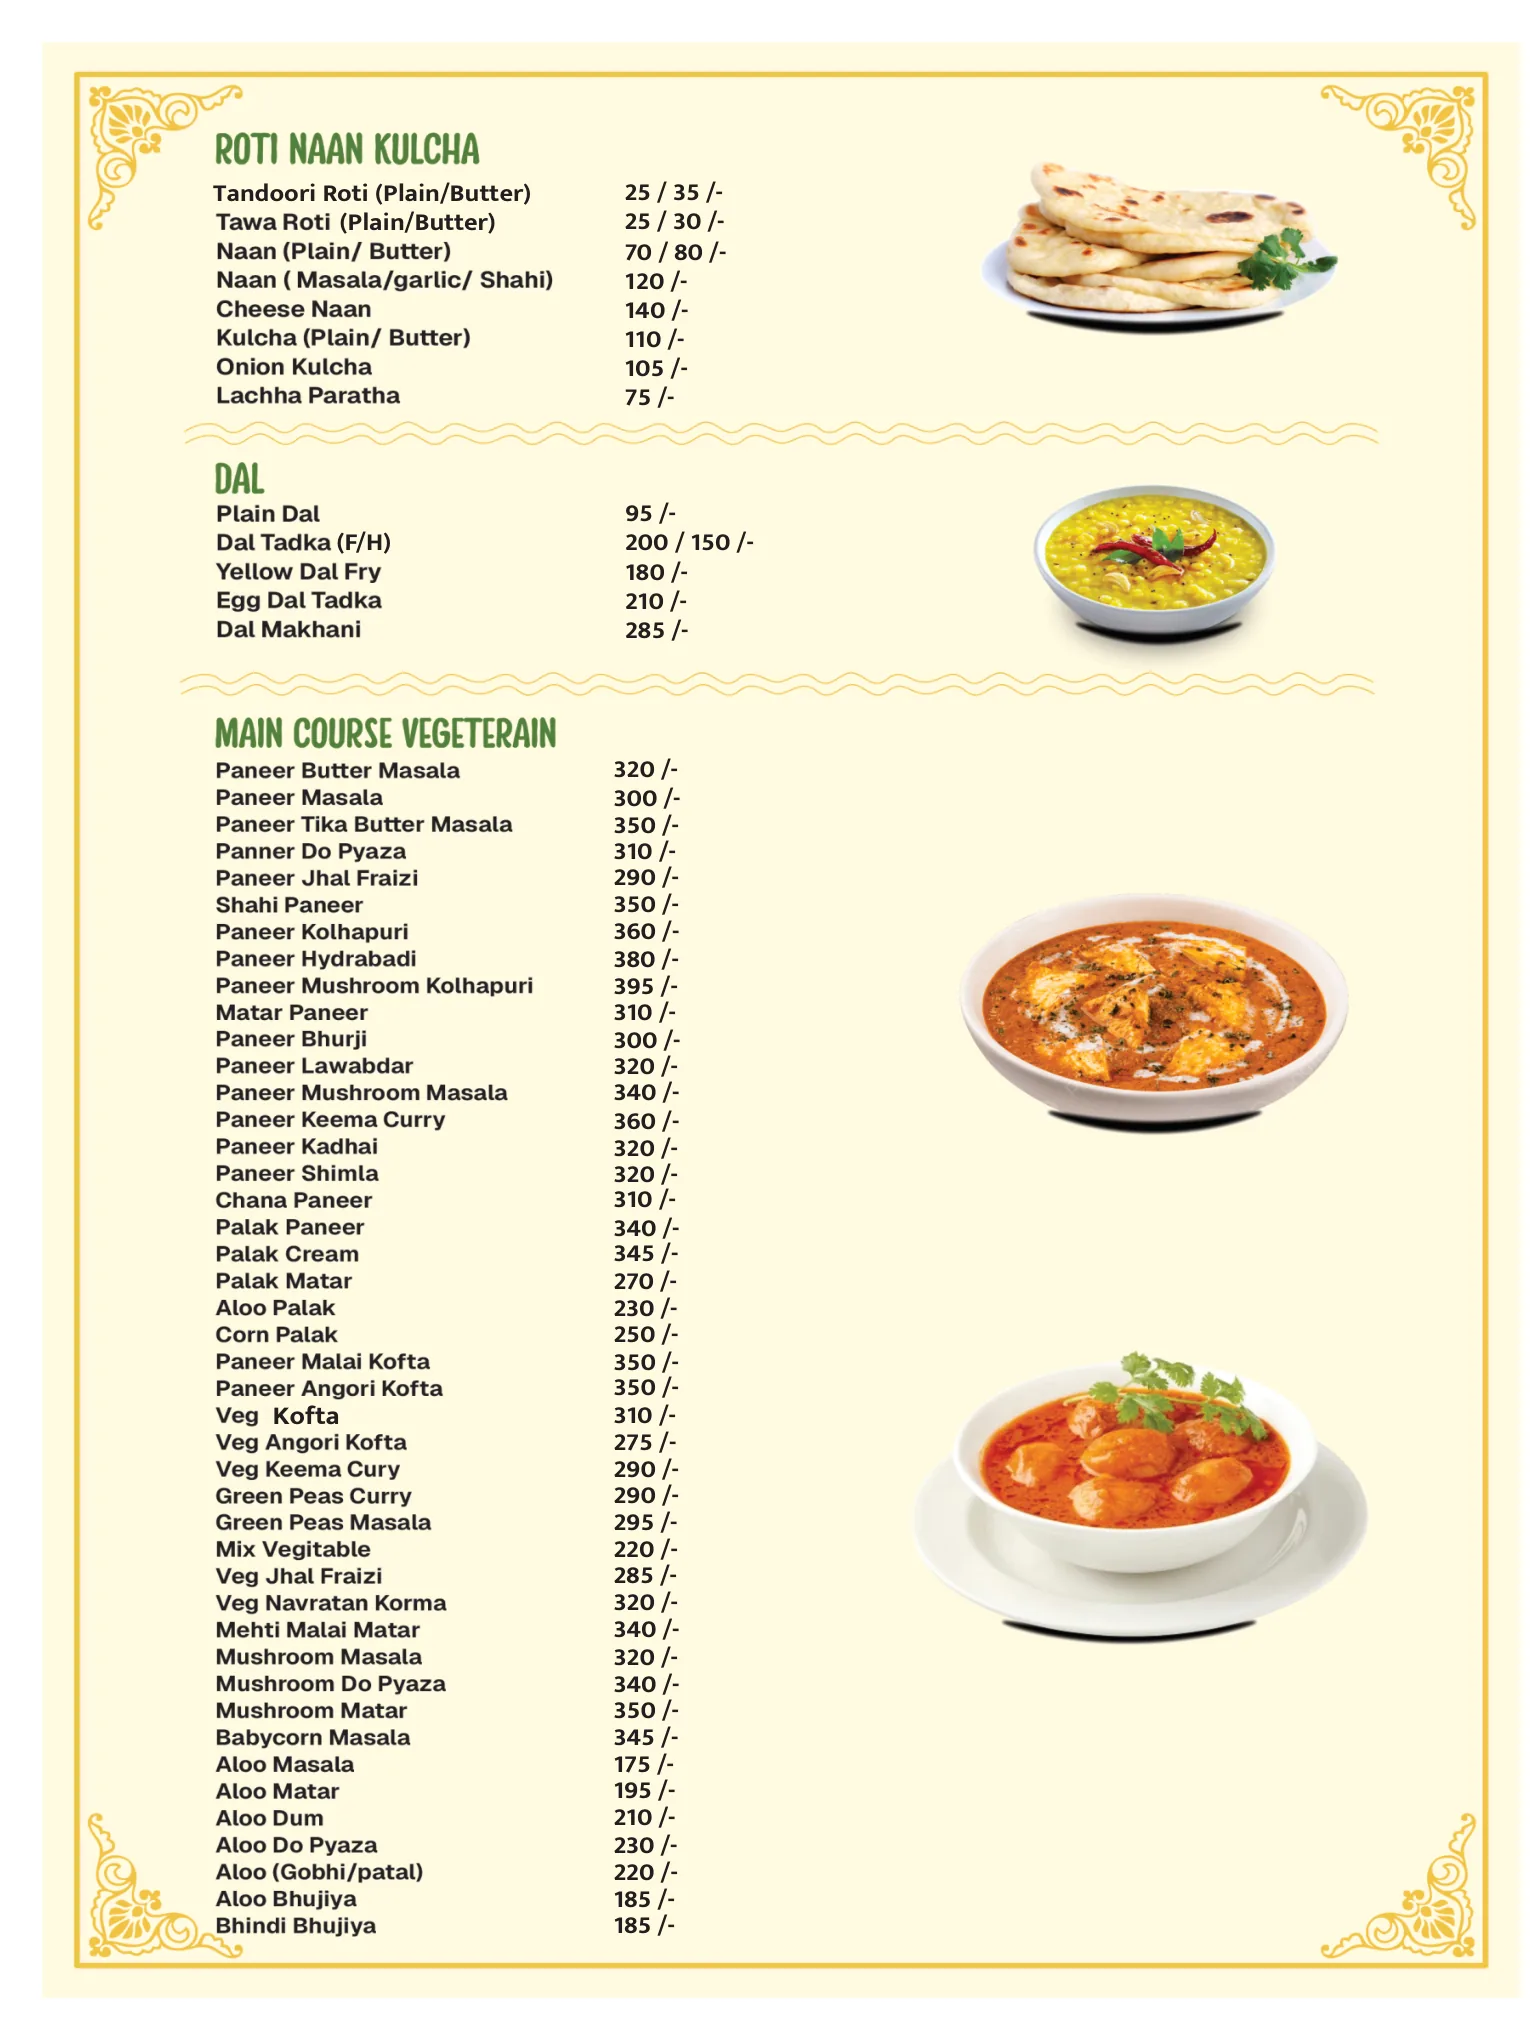 ROTI NAAN KULCHA
Tandoori Roti (Plain/Butter) 25 / 35 /-
Tawa Roti (Plain/Butter) 25 / 30 /-
Naan (Plain/ Butter) 70 / 80 /-
Naan ( Masala/garlic/ Shahi) 120 /-
Cheese Naan 140 /-
Kulcha (Plain/ Butter) 110 /-
Onion Kulcha 105 /-
Lachha Paratha 75 /-
DAL
Plain Dal 95 /-
Dal Tadka (F/H) 200 / 150 /-
Yellow Dal Fry 180 /-
Egg Dal Tadka 210 /-
Dal Makhani 285 /-
MAIN COURSE VEGETERAIN
Paneer Butter Masala 320 /-
Paneer Masala 300 /-
Paneer Tika Butter Masala 350 /-
Panner Do Pyaza 310 /-
Paneer Jhal Fraizi 290 /-
Shahi Paneer 350 /-
Paneer Kolhapuri 360 /-
Paneer Hydrabadi 380 /-
Paneer Mushroom Kolhapuri 395 /-
Matar Paneer 310 /-
Paneer Bhurji 300 /-
Paneer Lawabdar 320 /-
Paneer Mushroom Masala 340 /-
Paneer Keema Curry 360 /-
Paneer Kadhai 320 /-
Paneer Shimla 320 /-
Chana Paneer 310 /-
Palak Paneer 340 /-
Palak Cream 345 /-
Palak Matar 270 /-
Aloo Palak 230 /-
Corn Palak 250 /-
Paneer Malai Kofta 350 /-
Paneer Angori Kofta 350 /-
Veg Kofta 310 /-
Veg Angori Kofta 275 /-
Veg Keema Cury 290 /-
Green Peas Curry 290 /-
Green Peas Masala 295 /-
Mix Vegitable 220 /-
Veg Jhal Fraizi 285 /-
Veg Navratan Korma 320 /-
Mehti Malai Matar 340 /-
Mushroom Masala 320 /-
Mushroom Do Pyaza 340 /-
Mushroom Matar 350 /-
Babycorn Masala 345 /-
Aloo Masala 175 /-
Aloo Matar 195 /-
Aloo Dum 210 /-
Aloo Do Pyaza 230 /-
Aloo (Gobhi/patal) 220 /-
Aloo Bhujiya 185 /-
Bhindi Bhujiya 185 /-